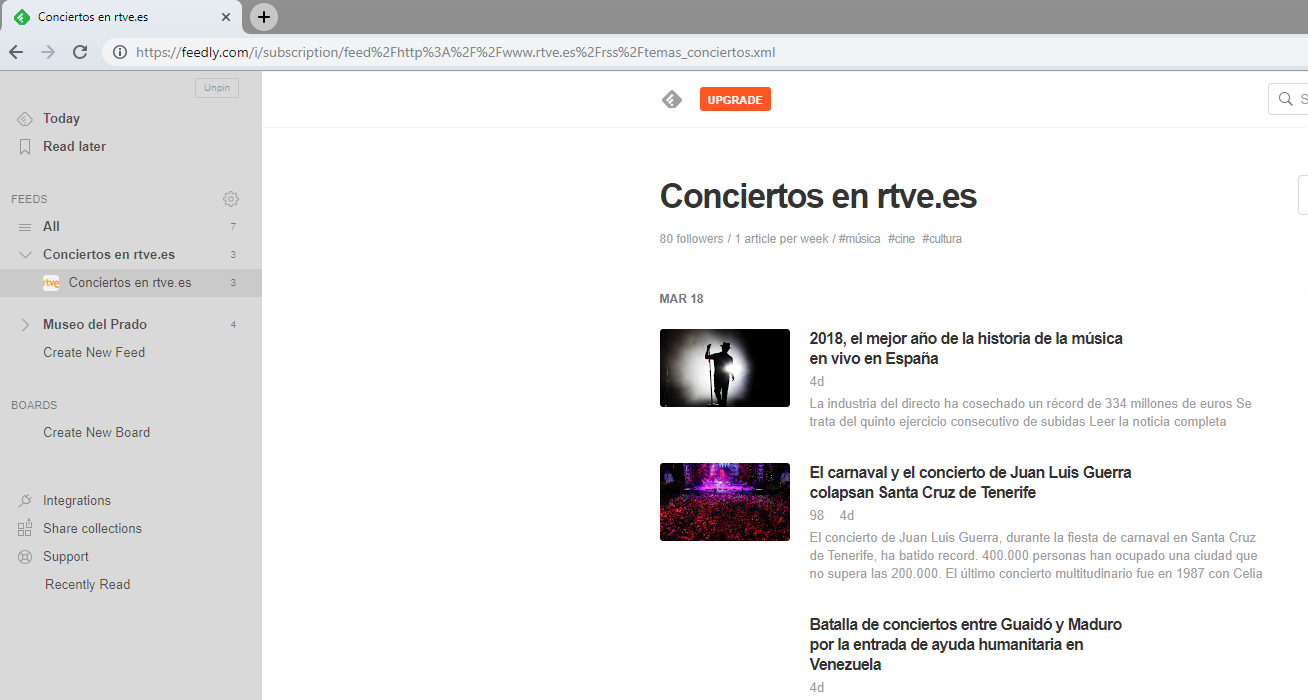 Conciertos en rtve.es
https://feedly.com/i/subscription/feed%2Fhttp%3A%2F%2Fwww.rtve.es%2Frss%2Ftemas_conciertos.xml
Unpin
Today
Read later
FEEDS
All 7
Conciertos en rtve.es 3
rtve Conciertos en rtve.es 3
Museo del Prado 4
Create New Feed
BOARDS
Create New Board
Integrations
Share collections
Support
Recently Read
UPGRADE
S
Conciertos en rtve.es
80 followers / 1 article per week / #música #cine #cultura
MAR 18
2018, el mejor año de la historia de la música
en vivo en España
4d
La industria del directo ha cosechado un récord de 334 millones de euros Se
trata del quinto ejercicio consecutivo de subidas Leer la noticia completa
El carnaval y el concierto de Juan Luis Guerra
colapsan Santa Cruz de Tenerife
98 4d
El concierto de Juan Luis Guerra, durante la fiesta de carnaval en Santa Cruz
de Tenerife, ha batido record. 400.000 personas han ocupado una ciudad que
no supera las 200.000. El último concierto multitudinario fue en 1987 con Celia
Batalla de conciertos entre Guaidó y Maduro
por la entrada de ayuda humanitaria en
Venezuela
4d